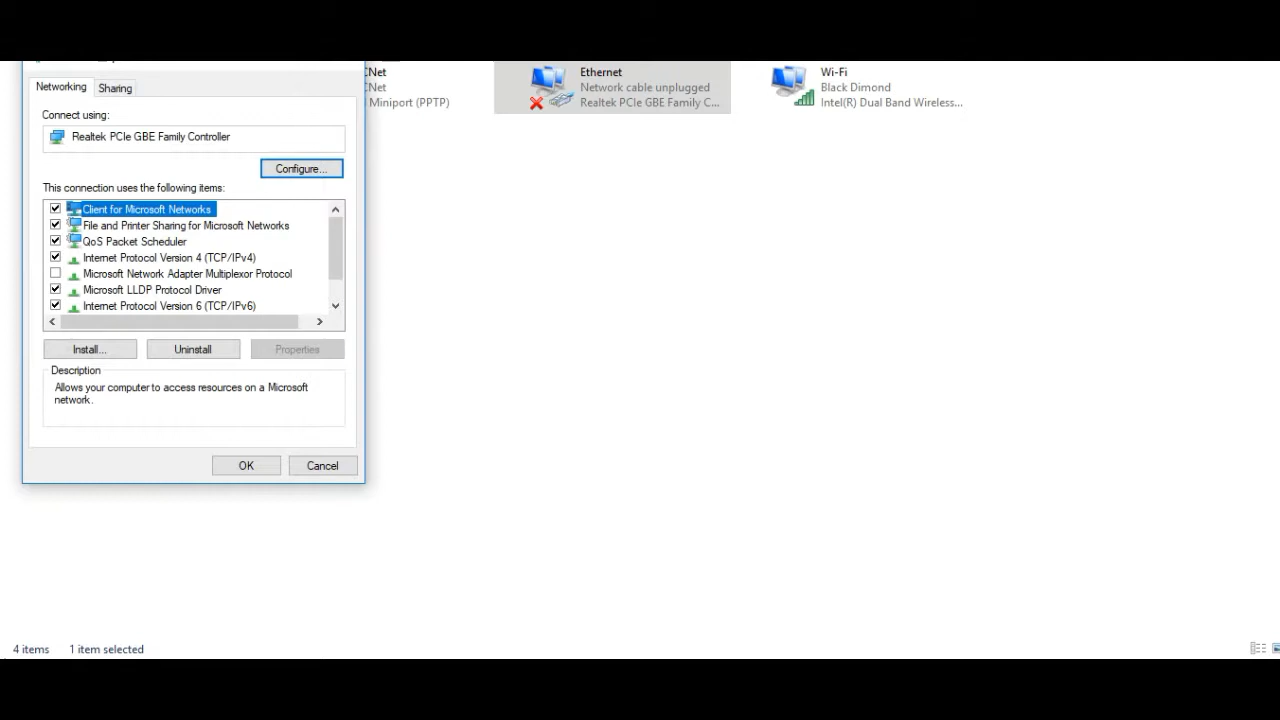 Networking
Sharing
Connect using:
Realtek PCIe GBE Family Controller
Configure...
This connection uses the following items:
Client for Microsoft Networks
File and Printer Sharing for Microsoft Networks
QoS Packet Scheduler
Internet Protocol Version 4 (TCP/IPv4)
Microsoft Network Adapter Multiplexor Protocol
Microsoft LLDP Protocol Driver
Internet Protocol Version 6 (TCP/IPv6)
Install...
Uninstall
Properties
Description
Allows your computer to access resources on a Microsoft
network.
OK
Cancel
CNet
CNet
Miniport (PPTP)
Ethernet
Network cable unplugged
Realtek PCIe GBE Family C...
Wi-Fi
Black Dimond
Intel(R) Dual Band Wireless...
4 items
1 item selected